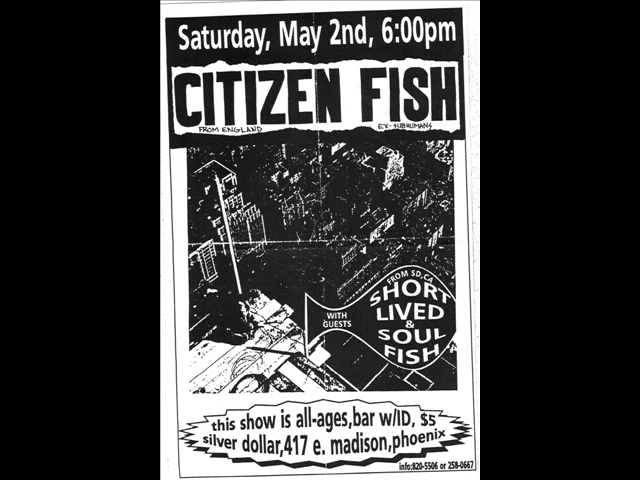 Saturday, May 2nd, 6:00pm
CITIZEN FISH
FROM ENGLAND EX-SUBHUMANS
FROM SD,CA
SHORT
LIVED
&
SOUL
FISH
WITH
GUESTS
this show is all-ages,bar w/ID, $5
silver dollar,417 e. madison,phoenix
info:820-5506 or 258-0667